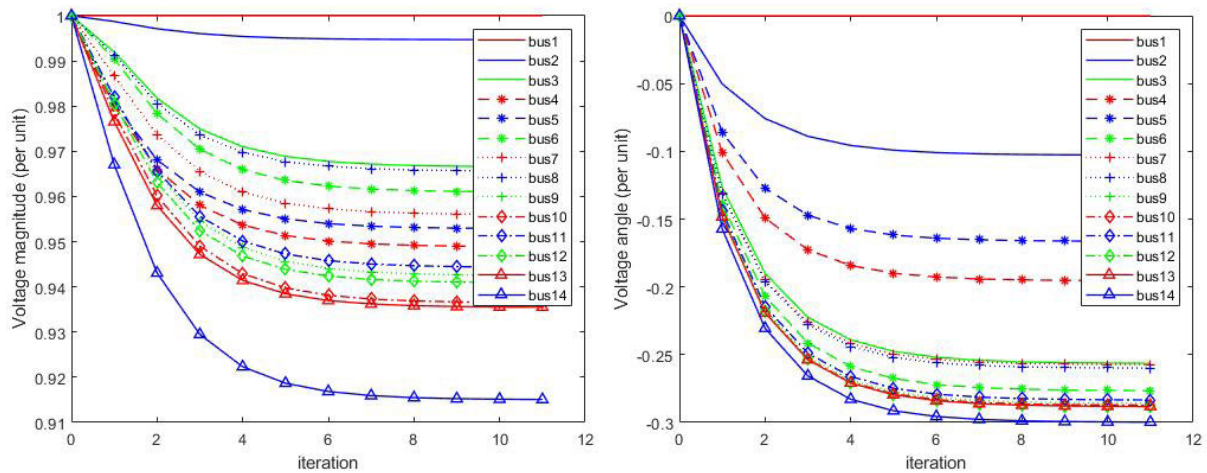 1
0.99
0.98
0.97
0.96
0.95
0.94
0.93
0.92
0.91
Voltage magnitude (per unit)
0 2 4 6 8 10 12
iteration
bus1
bus2
bus3
bus4
bus5
bus6
bus7
bus8
bus9
bus10
bus11
bus12
bus13
bus14
-0
-0.05
-0.1
-0.15
-0.2
-0.25
-0.3
Voltage angle (per unit)
0 2 4 6 8 10 12
iteration
bus1
bus2
bus3
bus4
bus5
bus6
bus7
bus8
bus9
bus10
bus11
bus12
bus13
bus14